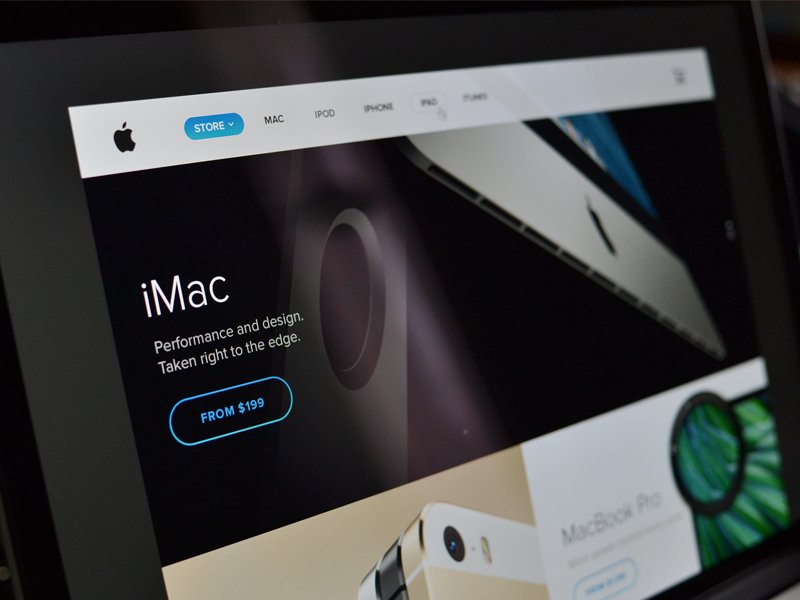 STORE
MAC
IPOD
IPHONE
IPAD
ITUNES
iMac
Performance and design.
Taken right to the edge.
FROM $199
MacBook Pro